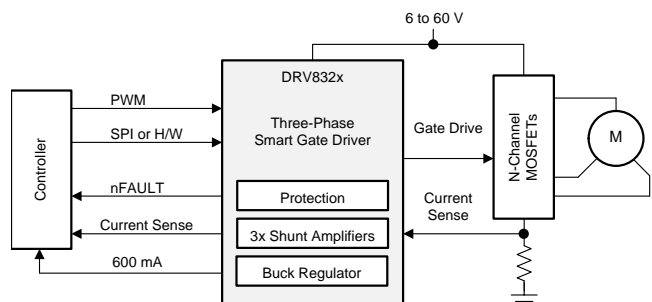 6 to 60 V
DRV832x
PWM
Three-Phase
Smart Gate Driver
SPI or H/W
Gate Drive
N-Channel
MOSFETs
M
Controller
nFAULT
Protection
Current
Sense
Current Sense
3x Shunt Amplifiers
600 mA
Buck Regulator